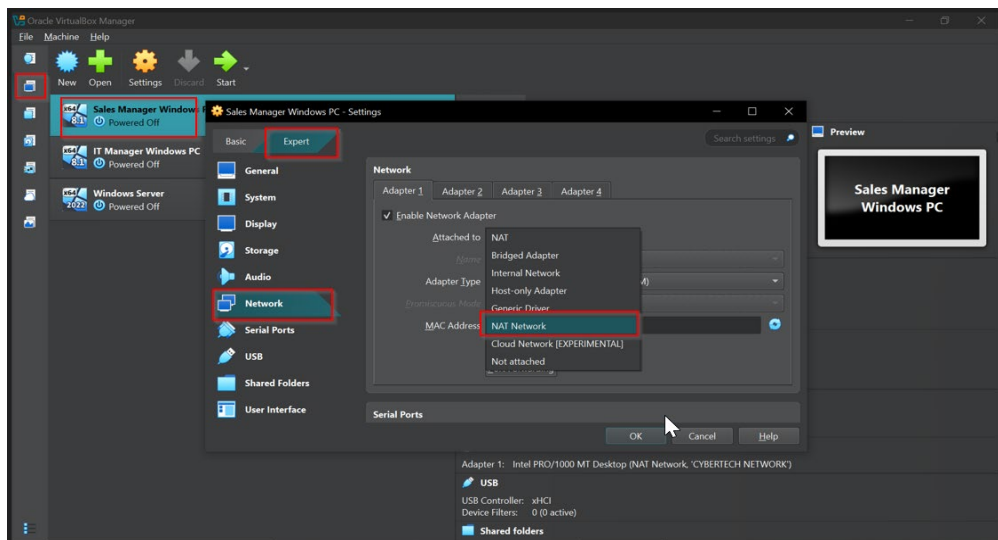 Oracle VirtualBox Manager
File Machine Help
New Open Settings Discard Start
Sales Manager Windows P
Powered Off
IT Manager Windows PC
Powered Off
Windows Server
Powered Off
x64 8.1
x64 8.1
x64 2022
Sales Manager Windows PC - Settings
Basic Expert
Search settings
General
System
Display
Storage
Audio
Network
Serial Ports
USB
Shared Folders
User Interface
Network
Adapter 1 Adapter 2 Adapter 3 Adapter 4
Enable Network Adapter
Attached to NAT
Name Bridged Adapter
Internal Network
Adapter Type Host-only Adapter
Promiscuous Mode Generic Driver
MAC Address NAT Network
Cloud Network [EXPERIMENTAL]
Not attached
Serial Ports
OK Cancel Help
Preview
Sales Manager
Windows PC
Adapter 1: Intel PRO/1000 MT Desktop (NAT Network, 'CYBERTECH NETWORK')
USB
USB Controller: xHCI
Device Filters: 0 (0 active)
Shared folders